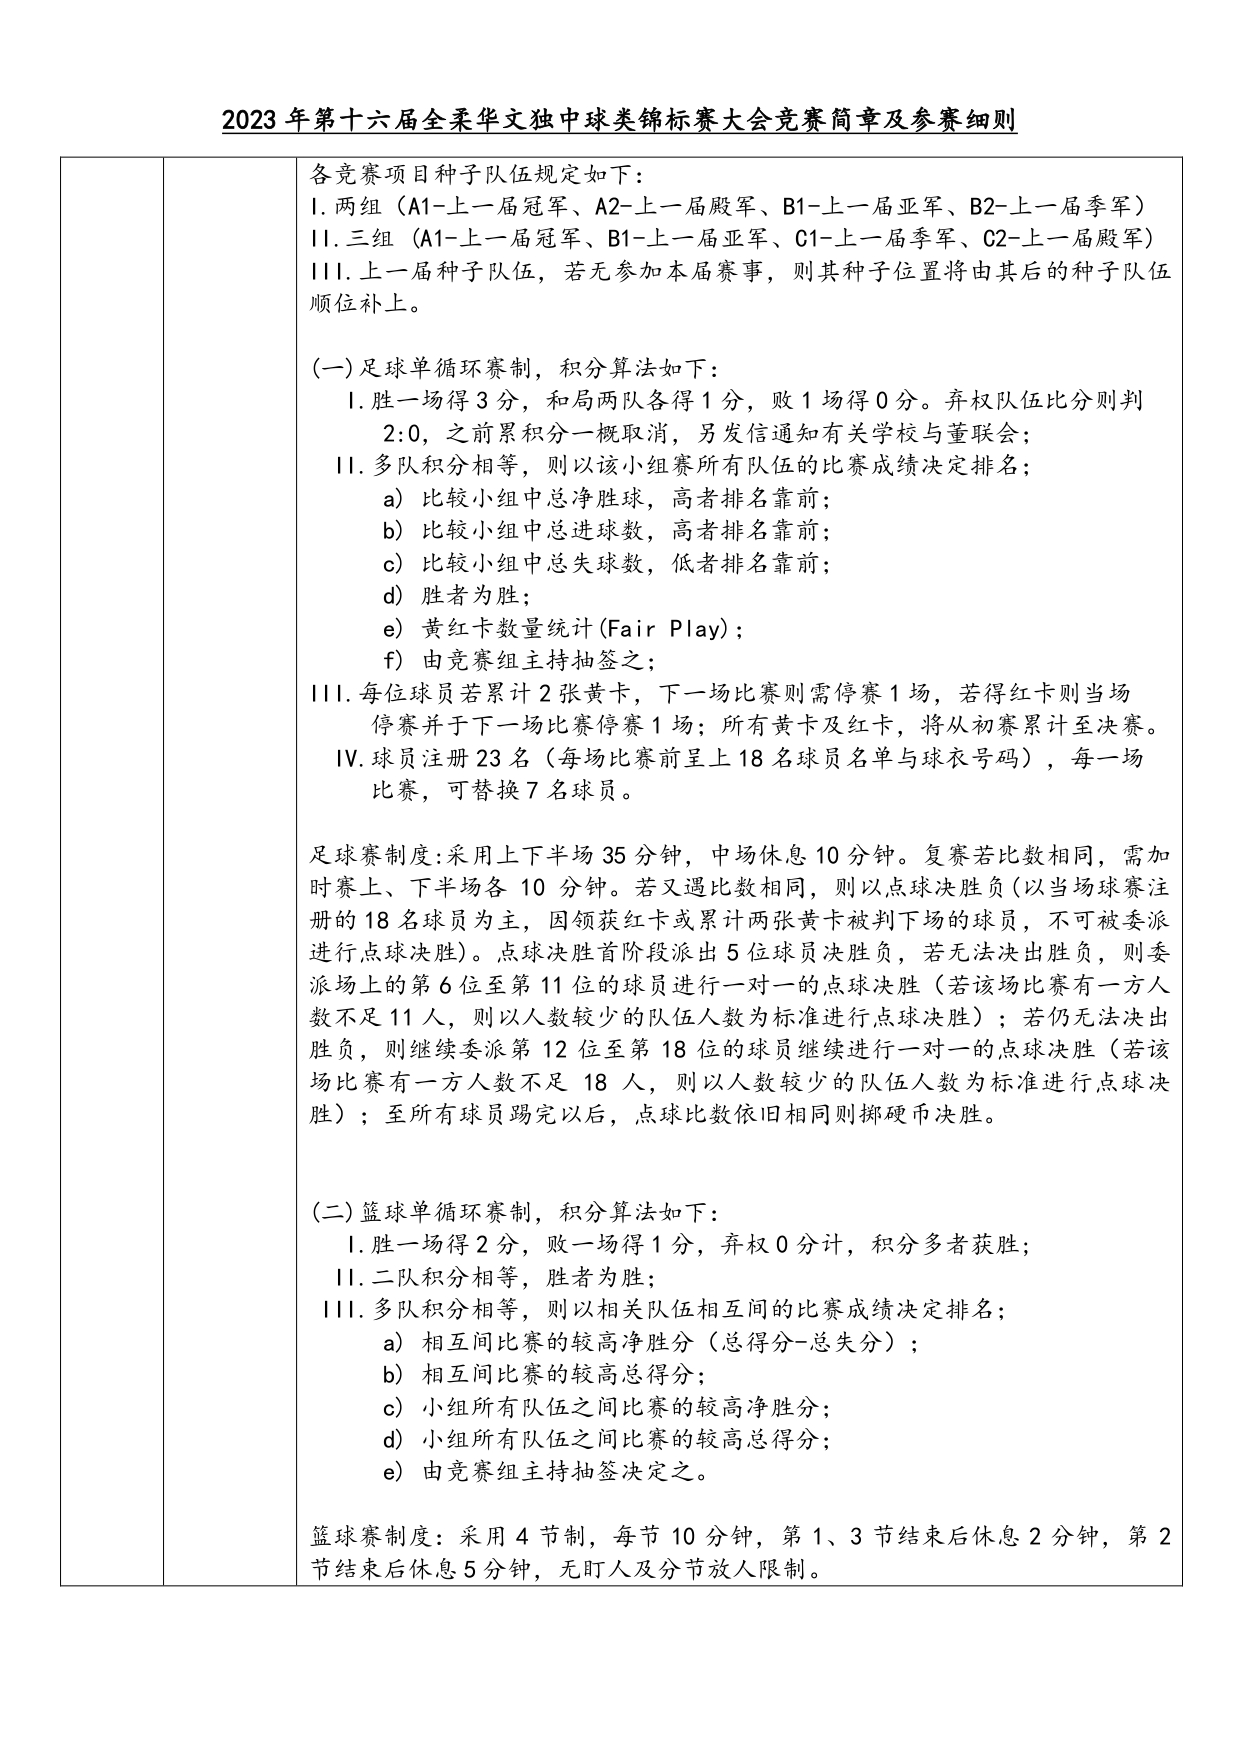 2023 年第十六届全柔华文独中球类锦标赛大会竞赛简章及参赛细则
各竞赛项目种子队伍规定如下：
I.两组（A1-上一届冠军、A2-上一届殿军、B1-上一届亚军、B2-上一届季军）
II.三组 (A1-上一届冠军、B1-上一届亚军、C1-上一届季军、C2-上一届殿军）
III.上一届种子队伍，若无参加本届赛事，则其种子位置将由其后的种子队伍
顺位补上。
(一)足球单循环赛制，积分算法如下：
I.胜一场得 3 分，和局两队各得 1 分，败 1 场得 0 分。弃权队伍比分则判
2:0，之前累积分一概取消，另发信通知有关学校与董联会；
II.多队积分相等，则以该小组赛所有队伍的比赛成绩决定排名；
a) 比较小组中总净胜球，高者排名靠前；
b) 比较小组中总进球数，高者排名靠前；
c) 比较小组中总失球数，低者排名靠前；
d) 胜者为胜；
e) 黄红卡数量统计(Fair Play)；
f) 由竞赛组主持抽签之；
III.每位球员若累计 2 张黄卡，下一场比赛则需停赛 1 场，若得红卡则当场
停赛并于下一场比赛停赛 1 场；所有黄卡及红卡，将从初赛累计至决赛。
IV.球员注册 23 名（每场比赛前呈上 18 名球员名单与球衣号码），每一场
比赛，可替换 7 名球员。
足球赛制度:采用上下半场 35 分钟，中场休息 10 分钟。复赛若比数相同，需加
时赛上、下半场各 10 分钟。若又遇比数相同，则以点球决胜负(以当场球赛注
册的 18 名球员为主，因领获红卡或累计两张黄卡被判下场的球员，不可被委派
进行点球决胜)。点球决胜首阶段派出 5 位球员决胜负，若无法决出胜负，则委
派场上的第 6 位至第 11 位的球员进行一对一的点球决胜（若该场比赛有一方人
数不足 11 人，则以人数较少的队伍人数为标准进行点球决胜）；若仍无法决出
胜负，则继续委派第 12 位至第 18 位的球员继续进行一对一的点球决胜（若该
场比赛有一方人数不足 18 人，则以人数较少的队伍人数为标准进行点球决
胜）；至所有球员踢完以后，点球比数依旧相同则掷硬币决胜。
(二)篮球单循环赛制，积分算法如下：
I.胜一场得 2 分，败一场得 1 分，弃权 0 分计，积分多者获胜；
II.二队积分相等，胜者为胜；
III.多队积分相等，则以相关队伍相互间的比赛成绩决定排名；
a) 相互间比赛的较高净胜分（总得分-总失分）；
b) 相互间比赛的较高总得分；
c) 小组所有队伍之间比赛的较高净胜分；
d) 小组所有队伍之间比赛的较高总得分；
e) 由竞赛组主持抽签决定之。
篮球赛制度：采用 4 节制，每节 10 分钟，第 1、3 节结束后休息 2 分钟，第 2
节结束后休息 5 分钟，无盯人及分节放人限制。